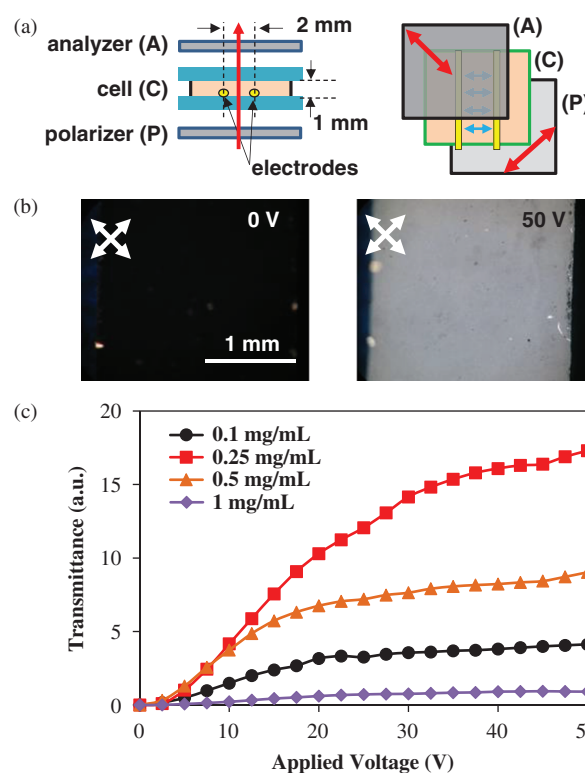 (a)
analyzer (A)
cell (C)
polarizer (P)
2 mm
1 mm
electrodes
(A)
(C)
(P)
(b)
0 V
1 mm
50 V
(c)
Transmittance (a.u.)
20
15
10
5
0
0.1 mg/mL
0.25 mg/mL
0.5 mg/mL
1 mg/mL
0 10 20 30 40
Applied Voltage (V)